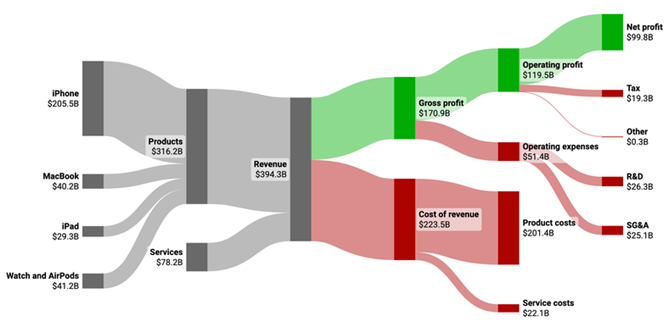 Net profit
$99.8B
Operating profit
$119.5B
Tax
$19.3B
iPhone
$205.5B
Gross profit
$170.9B
Other
$0.3B
Products
$316.2B
Operating expenses
$51.4B
Revenue
$394.3B
MacBook
$40.2B
R&D
$26.3B
Cost of revenue
$223.5B
Product costs
$201.4B
SG&A
$25.1B
iPad
$29.3B
Services
$78.2B
Watch and AirPods
$41.2B
Service costs
$22.1B